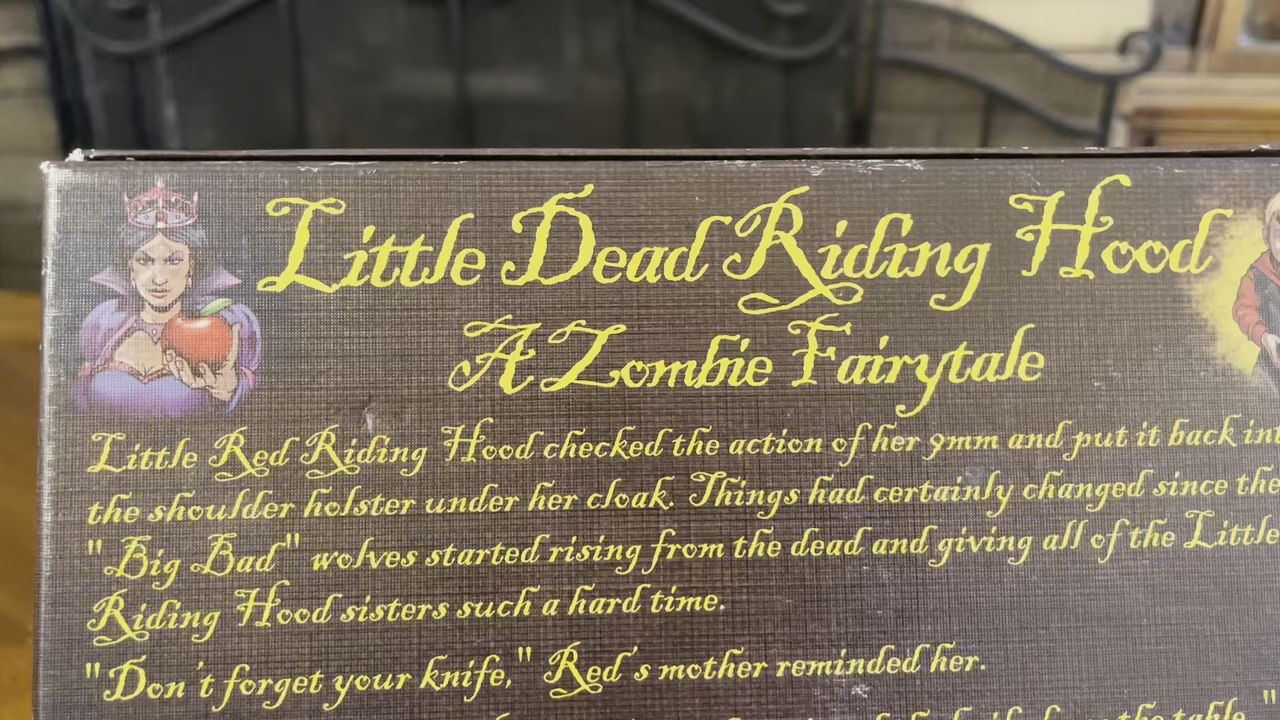 Little Dead Riding Hood
A Zombie Fairytale
Little Red Riding Hood checked the action of her 9mm and put it back
the shoulder holster under her cloak. Things had certainly changed since the
"Big Bad" wolves started rising from the dead and giving all of the Little
Riding Hood sisters such a hard time.
"Don't forget your knife," Red's mother reminded her.
the table. "